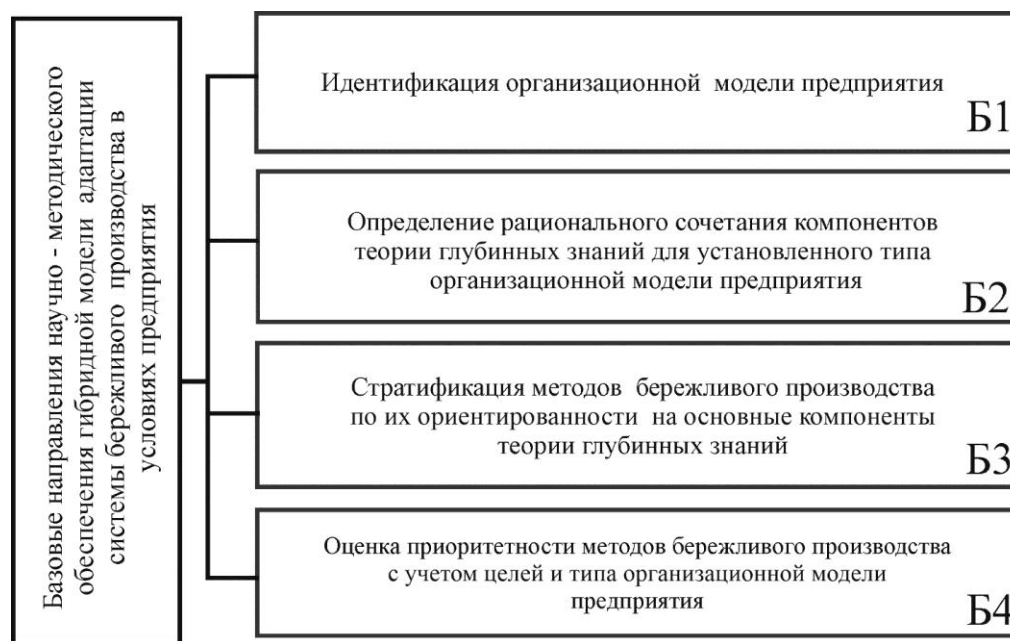 Базовые направления научно - методического
обеспечения гибридной модели адаптации
системы бережливого производства в
условиях предприятия
Идентификация организационной модели предприятия
Б1
Определение рационального сочетания компонентов
теории глубинных знаний для установленного типа
организационной модели предприятия
Б2
Стратификация методов бережливого производства
по их ориентированности на основные компоненты
теории глубинных знаний
Б3
Оценка приоритетности методов бережливого производства
с учетом целей и типа организационной модели
предприятия
Б4